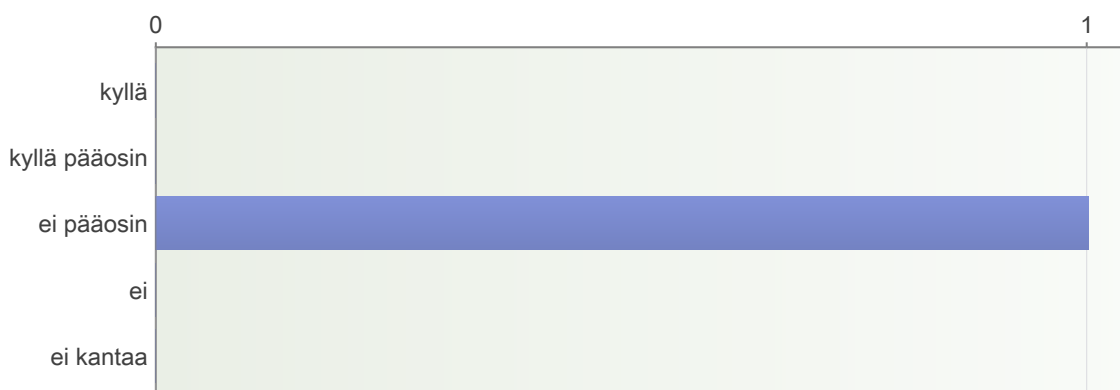 0 1
kyllä
kyllä pääosin
ei pääosin
ei
ei kantaa